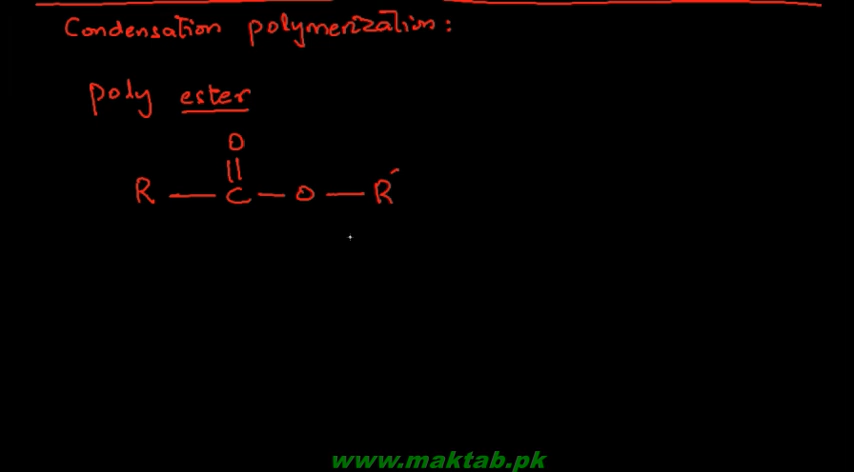 Condensation polymerization:
poly ester
O
R — C — O — R'
www.maktab.pk